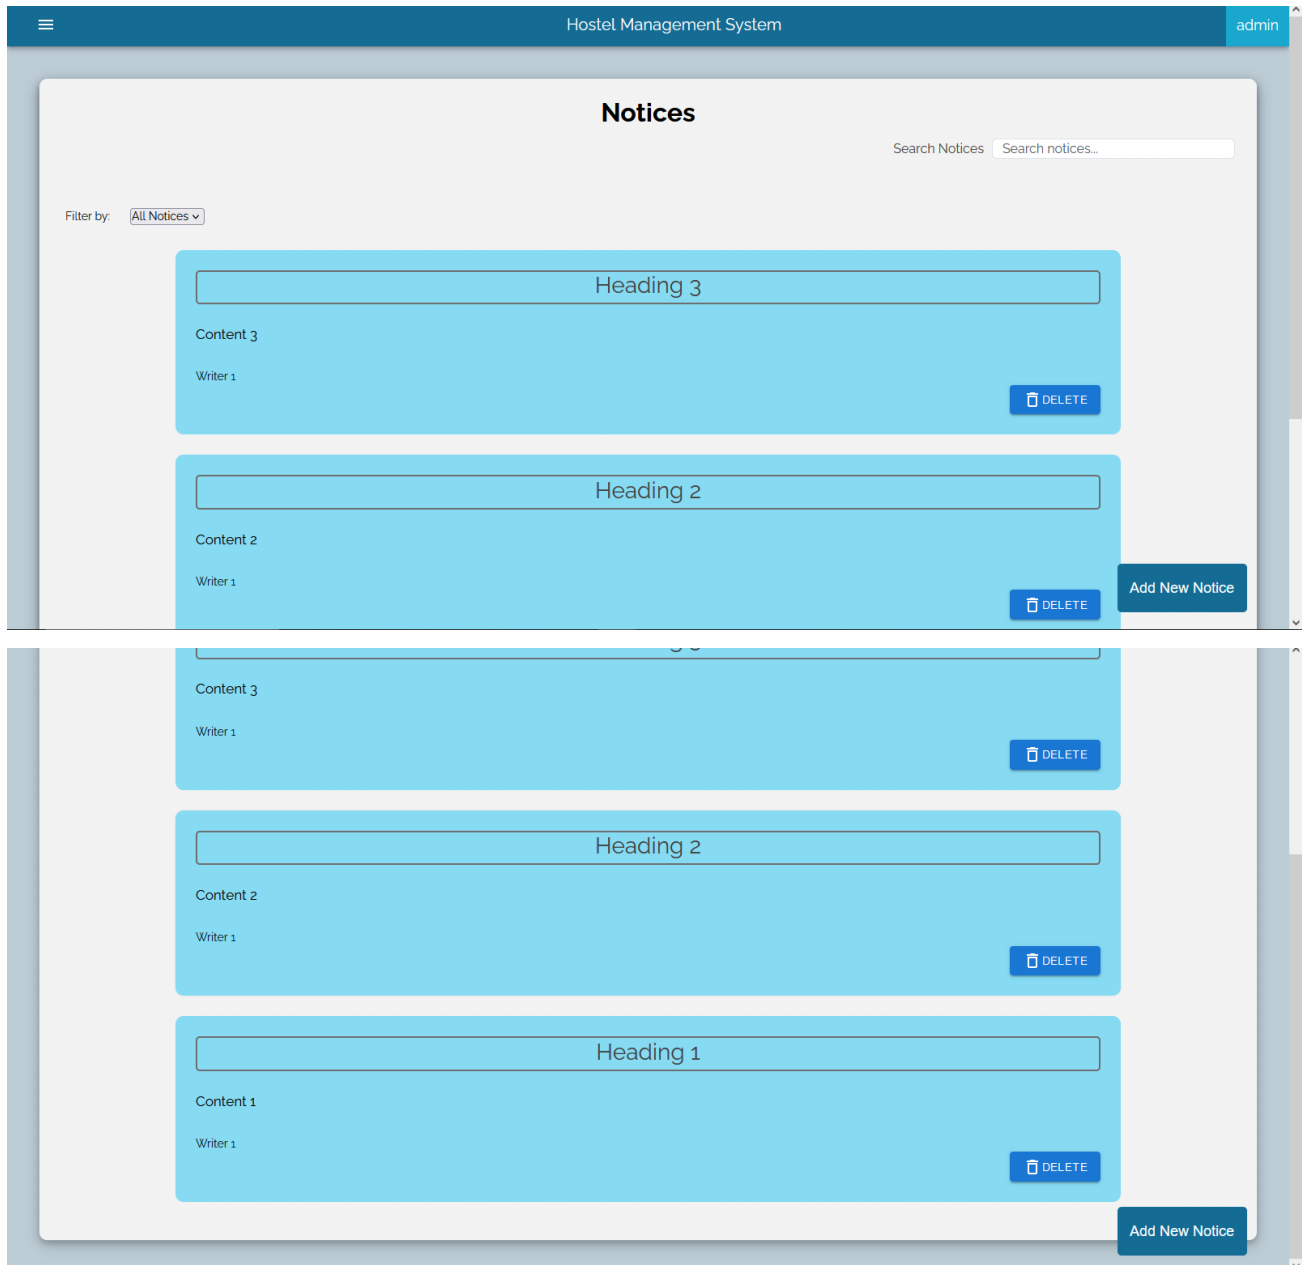 Hostel Management System
admin
Notices
Search Notices Search notices...
Filter by: All Notices
Heading 3
Content 3
Writer 1
DELETE
Heading 2
Content 2
Writer 1
DELETE
Add New Notice
Content 3
Writer 1
DELETE
Heading 2
Content 2
Writer 1
DELETE
Heading 1
Content 1
Writer 1
DELETE
Add New Notice